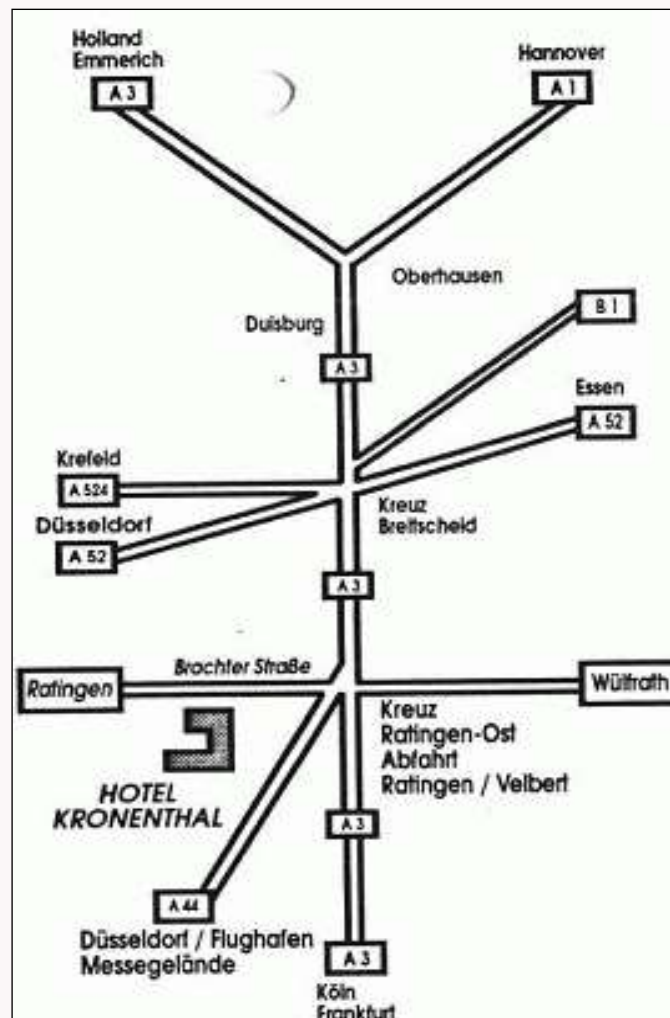 Holland
Emmerich
A 3
Hannover
A 1
Oberhausen
Duisburg
B 1
A 3
Essen
A 52
Krefeld
A 524
Düsseldorf
A 52
Kreuz
Breitscheid
A 3
Brachter Straße
Ratingen
Wülfrath
Kreuz
Ratingen-Ost
Abfahrt
Ratingen / Velbert
HOTEL
KRONENTHAL
A 3
A 44
Düsseldorf / Flughafen
Messegelände
A 3
Köln
Frankfurt